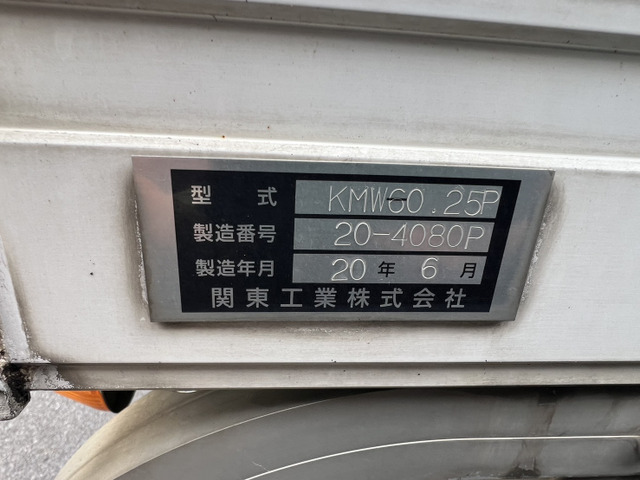 型式 KMW60.25P
製造番号 20-4080P
製造年月 20年6月
関東工業株式会社